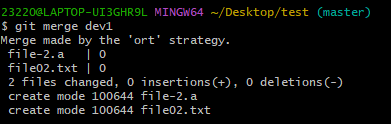 23220@LAPTOP-UI3GHR9L MINGW64 ~/Desktop/test (master)
$ git merge dev1
Merge made by the 'ort' strategy.
 file-2.a   | 0
 file02.txt | 0
 2 files changed, 0 insertions(+), 0 deletions(-)
 create mode 100644 file-2.a
 create mode 100644 file02.txt